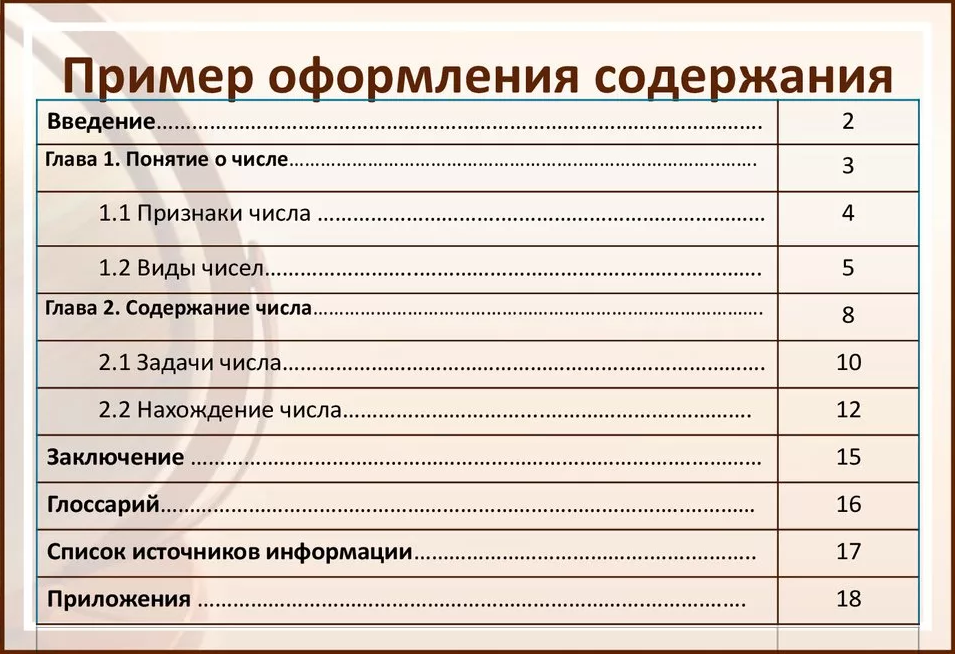 Пример оформления содержания
Введение……………………………………………………………………………………….. 2
Глава 1. Понятие о числе………………………………………………………………………….. 3
1.1 Признаки числа ……………………………………………………………… 4
1.2 Виды чисел……………………………………………………………………….. 5
Глава 2. Содержание числа………………………………………………………………………. 8
2.1 Задачи числа……………………………………………………………………. 10
2.2 Нахождение числа…………………………………………………………… 12
Заключение ………………………………………………………………………………….. 15
Глоссарий…………………………………………………………………………………….. 16
Список источников информации………………………………………………… 17
Приложения ……………………………………………………………………………….. 18